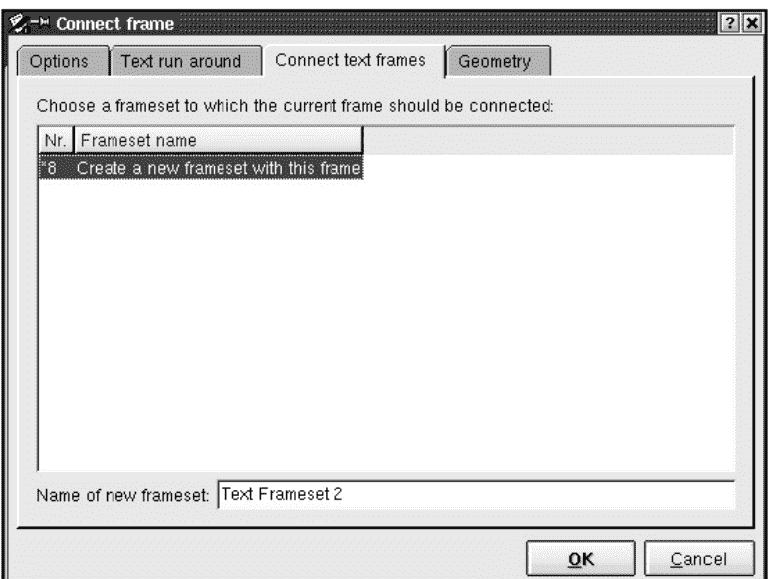 Connect frame
Options Text run around Connect text frames Geometry
Choose a frameset to which the current frame should be connected:
Nr. Frameset name
*8 Create a new frameset with this frame
Name of new frameset: Text Frameset 2
OK Cancel